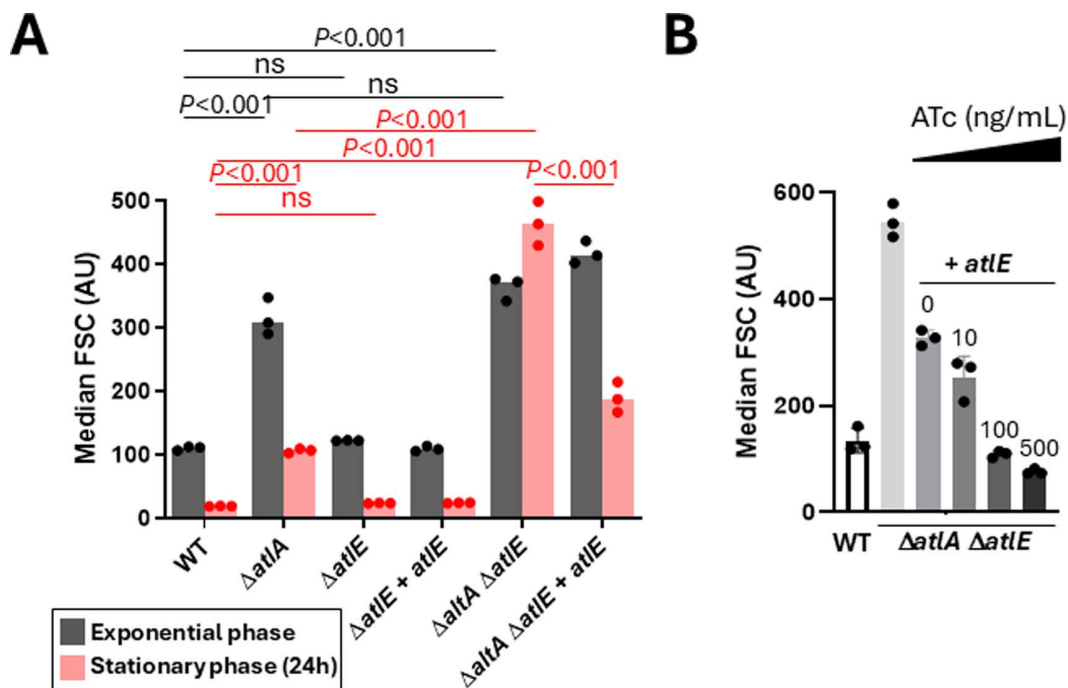 A
P<0.001
ns
ns
P<0.001
P<0.001
P<0.001
P<0.001
P<0.001
ns
500
400
300
200
100
0
Median FSC (AU)
WT
ΔatlA
ΔatlE
ΔatlE + atlE
ΔaltA ΔatlE
ΔaltA ΔatlE + atlE
Exponential phase
Stationary phase (24h)
B
ATc (ng/mL)
600
400
200
0
Median FSC (AU)
+ atlE
0
10
100
500
WT
ΔatlA ΔatlE